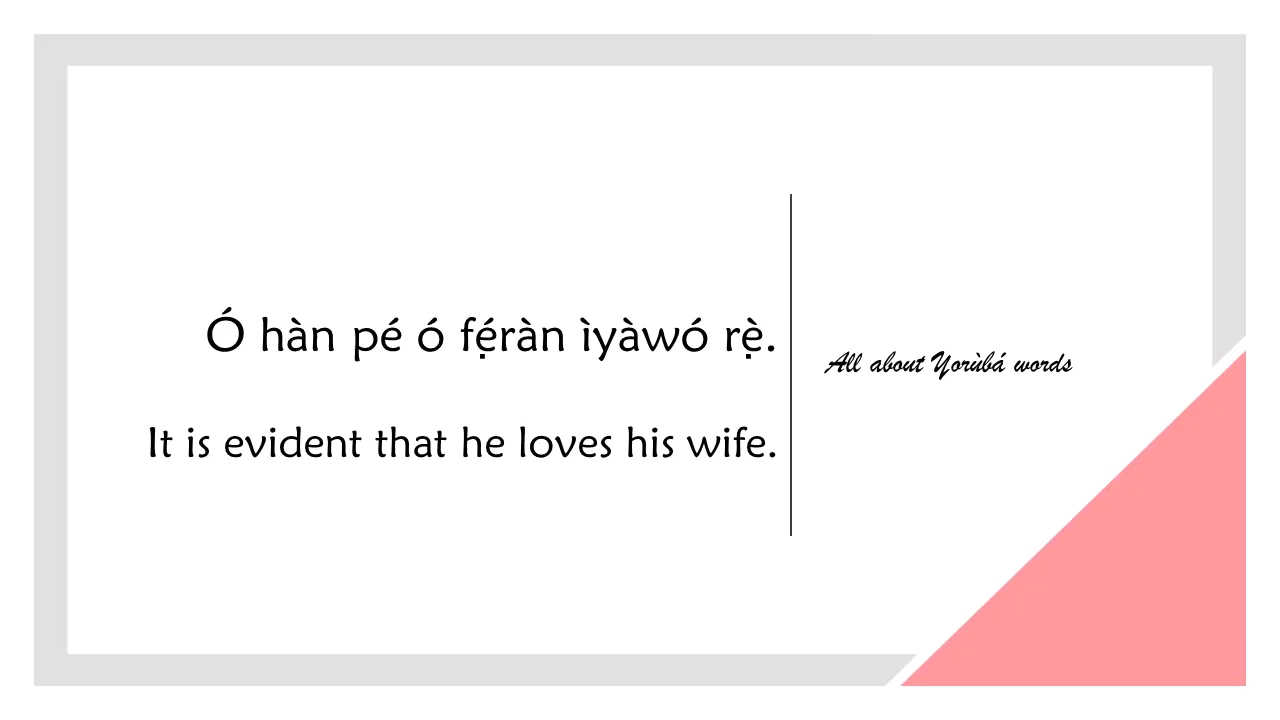 Ó hàn pé ó fẹ́ràn ìyàwó rẹ̀.
It is evident that he loves his wife.
All about Yorùbá words